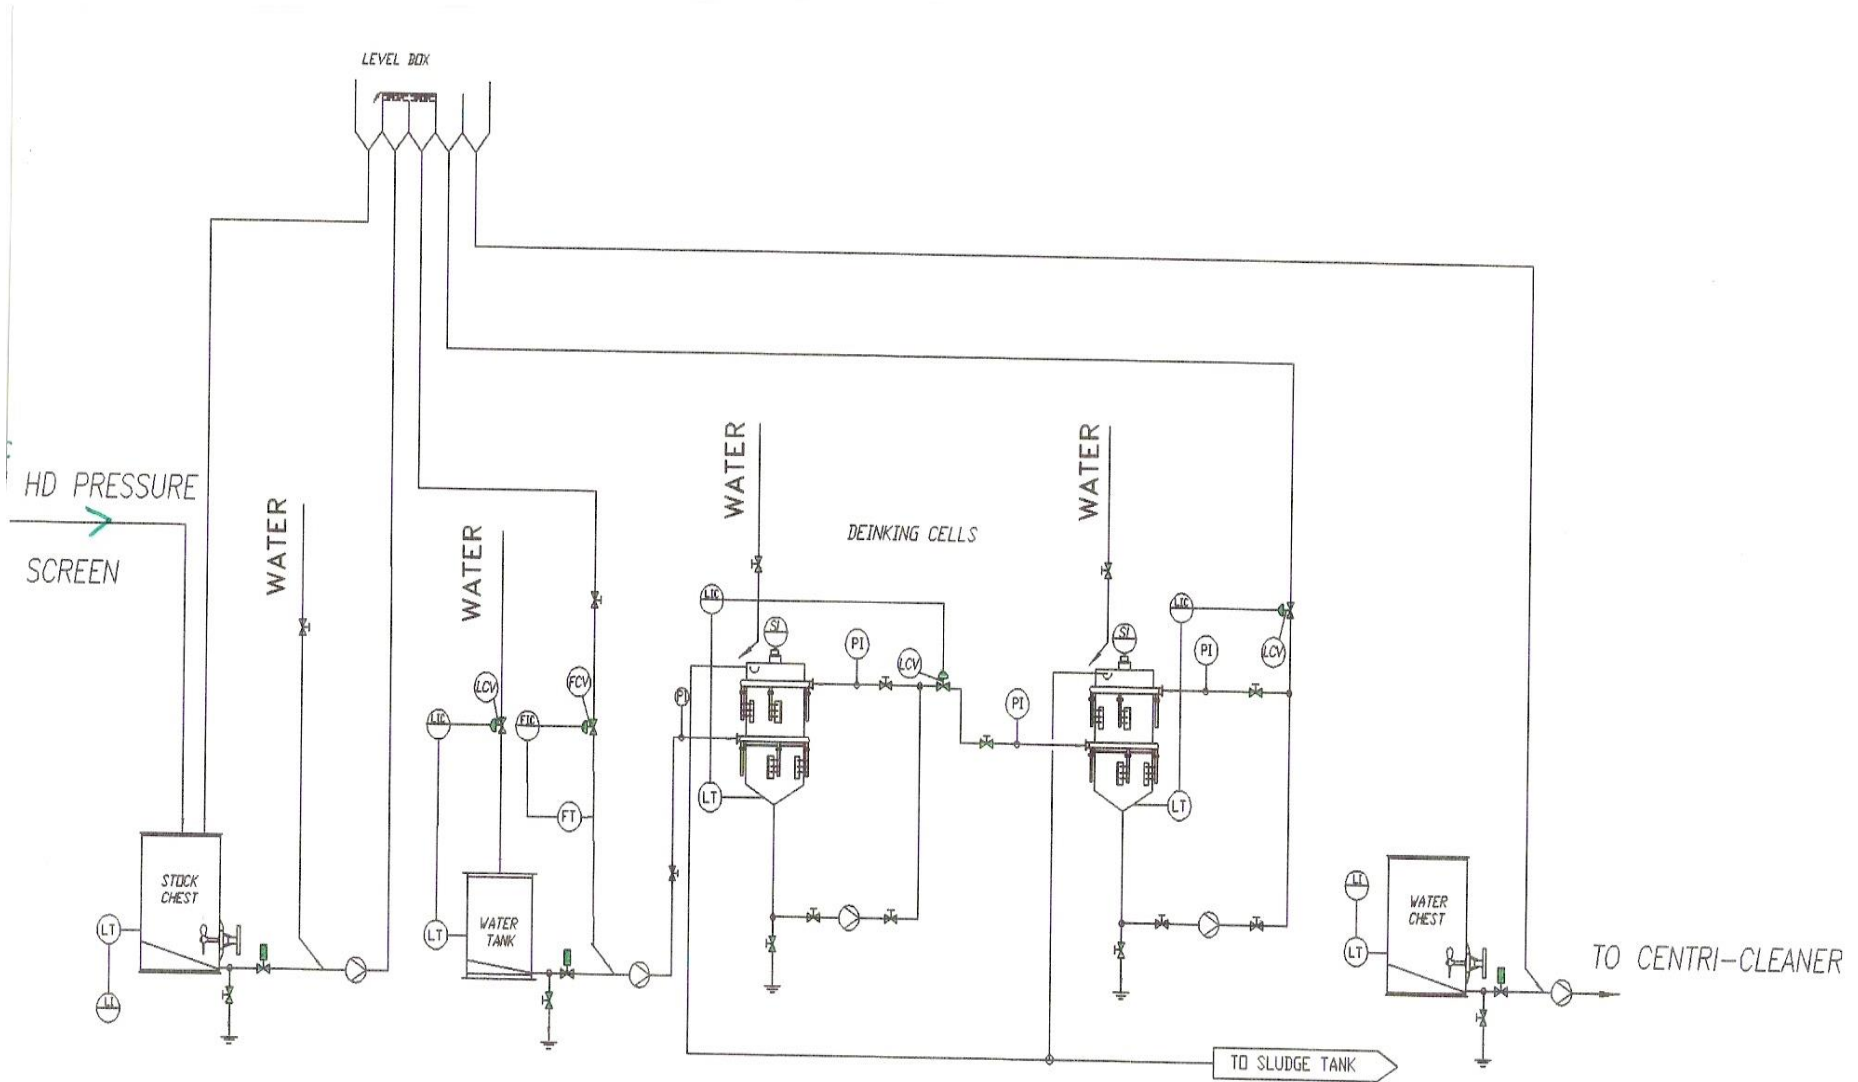 LEVEL BOX
HD PRESSURE
SCREEN
WATER
WATER
WATER
WATER
DEINKING CELLS
LIC
SI
PI
LCV
LIC
SI
PI
LCV
LCV
FCV
LIC
FIC
PI
PI
LT
LT
FT
STOCK
CHEST
LT
LI
WATER
TANK
LT
LI
WATER
CHEST
LT
TO CENTRI-CLEANER
TO SLUDGE TANK